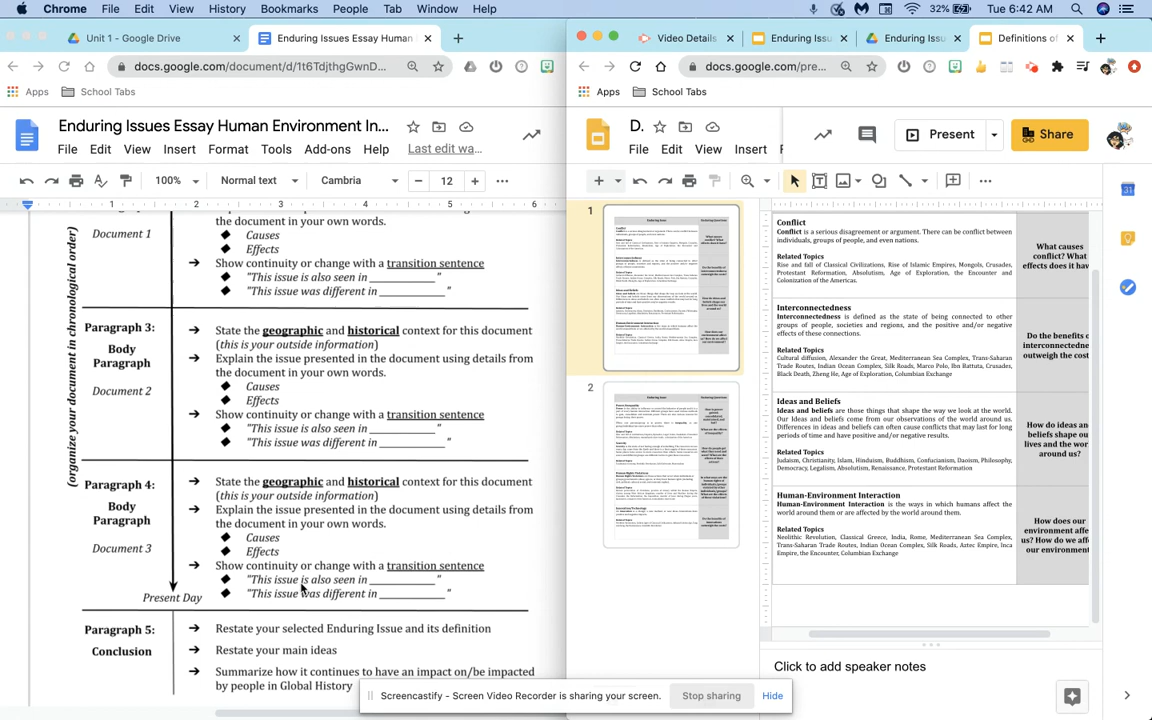 Chrome File Edit View History Bookmarks People Tab Window Help
32% Tue 6:42 AM
Unit 1 - Google Drive
Enduring Issues Essay Human
docs.google.com/document/d/1t6TdjthgGwnD...
Apps School Tabs
Enduring Issues Essay Human Environment In...
File Edit View Insert Format Tools Add-ons Help Last edit wa...
100% Normal text Cambria 12
1 2 3 4 5 6
(organize your document in chronological order)
Document 1
the document in your own words.
Causes
Effects
Show continuity or change with a transition sentence
"This issue is also seen in ____________ "
"This issue was different in ____________ "
Paragraph 3:
Body
Paragraph
Document 2
State the geographic and historical context for this document
(this is your outside information)
Explain the issue presented in the document using details from
the document in your own words.
Causes
Effects
Show continuity or change with a transition sentence
"This issue is also seen in ____________ "
"This issue was different in ____________ "
Paragraph 4:
Body
Paragraph
Document 3
State the geographic and historical context for this document
(this is your outside information)
Explain the issue presented in the document using details from
the document in your own words.
Causes
Effects
Show continuity or change with a transition sentence
"This issue is also seen in ____________ "
"This issue was different in ____________ "
Present Day
Paragraph 5:
Conclusion
Restate your selected Enduring Issue and its definition
Restate your main ideas
Summarize how it continues to have an impact on/be impacted
by people in Global History
Video Details
Enduring Issu
Enduring Issu
Definitions of
docs.google.com/pre...
Apps School Tabs
D.
File Edit View Insert
Present
Share
1
2
Conflict
Conflict is a serious disagreement or argument. There can be conflict between
individuals, groups of people, and even nations.
Related Topics
Rise and fall of Classical Civilizations, Rise of Islamic Empires, Mongols, Crusades,
Protestant Reformation, Absolutism, Age of Exploration, the Encounter and
Colonization of the Americas.
What causes
conflict? What
effects does it hav
Interconnectedness
Interconnectedness is defined as the state of being connected to other
groups of people, societies and regions, and the positive and/or negative
effects of these connections.
Related Topics
Cultural diffusion, Alexander the Great, Mediterranean Sea Complex, Trans-Saharan
Trade Routes, Indian Ocean Complex, Silk Roads, Marco Polo, Ibn Battuta, Crusades,
Black Death, Zheng He, Age of Exploration, Columbian Exchange
Do the benefits o
interconnectedne
outweigh the cost
Ideas and Beliefs
Ideas and beliefs are those things that shape the way we look at the world.
Our Ideas and beliefs come from our observations of the world around us.
Differences in ideas and beliefs can often cause conflicts that may last for long
periods of time and have positive and/or negative results.
Related Topics
Judaism, Christianity, Islam, Hinduism, Buddhism, Confucianism, Daoism, Philosophy,
Democracy, Legalism, Absolutism, Renaissance, Protestant Reformation
How do ideas an
beliefs shape ou
lives and the wor
around us?
Human-Environment Interaction
Human-Environment Interaction is the ways in which humans affect the
world around them or are affected by the world around them.
Related Topics
Neolithic Revolution, Classical Greece, India, Rome, Mediterranean Sea Complex,
Trans-Saharan Trade Routes, Indian Ocean Complex, Silk Roads, Aztec Empire, Inca
Empire, the Encounter, Columbian Exchange
How does our
environment affe
us? How do we aff
our environment
Click to add speaker notes
Screencastify - Screen Video Recorder is sharing your screen.
Stop sharing
Hide